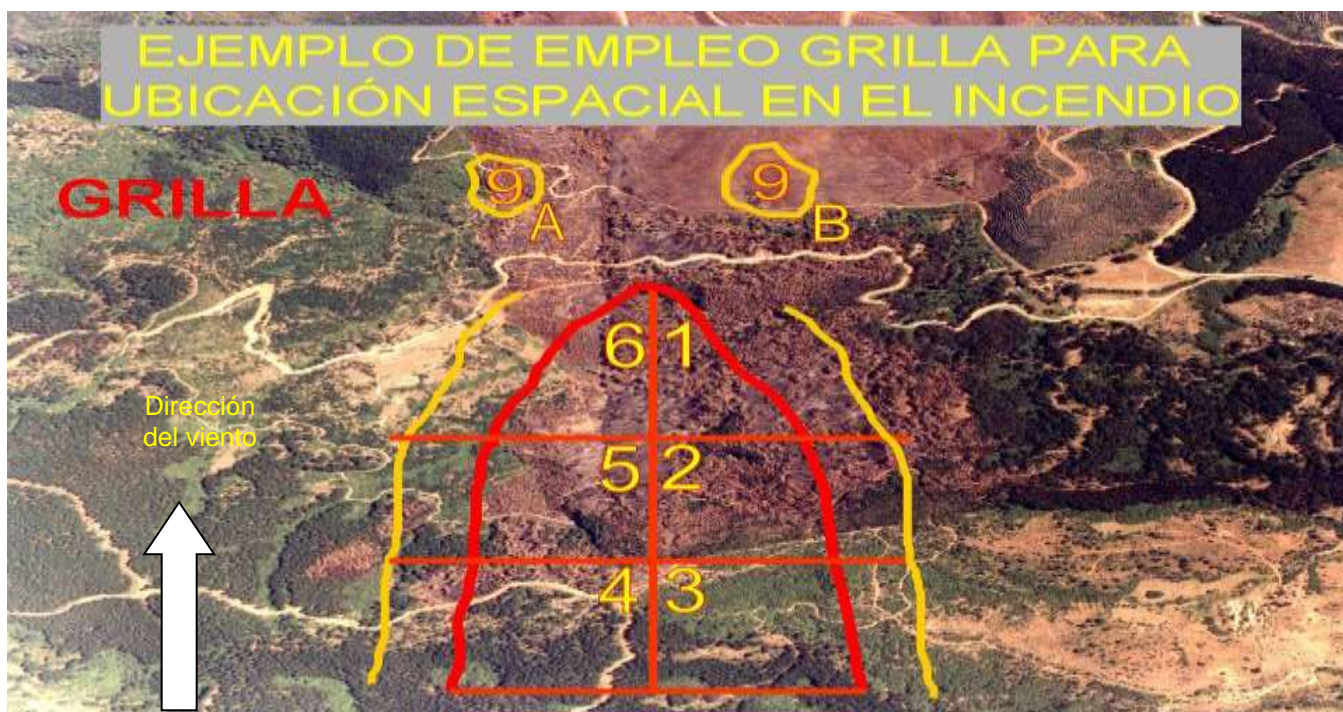 EJEMPLO DE EMPLEO GRILLA PARA
UBICACIÓN ESPACIAL EN EL INCENDIO
GRILLA
9
A
9
B
6 1
Dirección
del viento
5 2
4 3